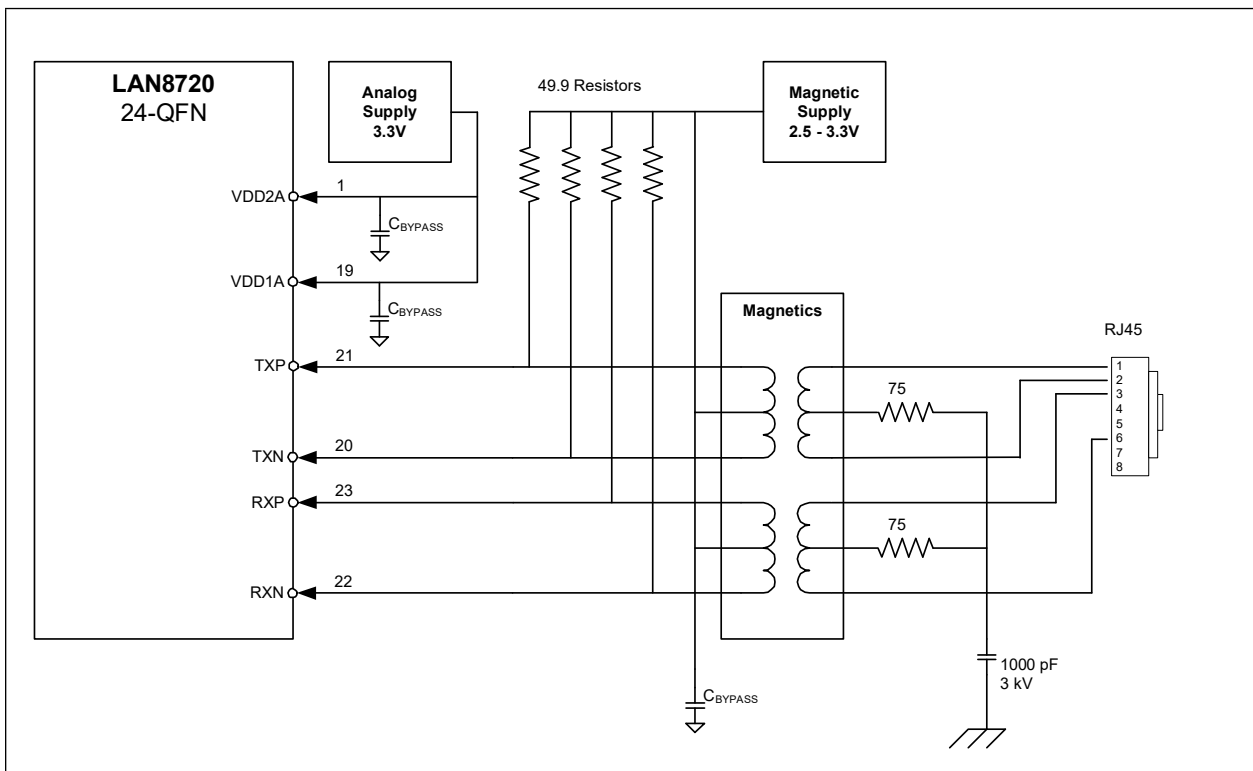 LAN8720
24-QFN
Analog
Supply
3.3V
49.9 Resistors
Magnetic
Supply
2.5 - 3.3V
VDD2A
1
CBYPASS
VDD1A
19
CBYPASS
Magnetics
RJ45
TXP
21
1
2
3
4
5
6
7
8
75
TXN
20
RXP
23
75
RXN
22
1000 pF
3 kV
CBYPASS